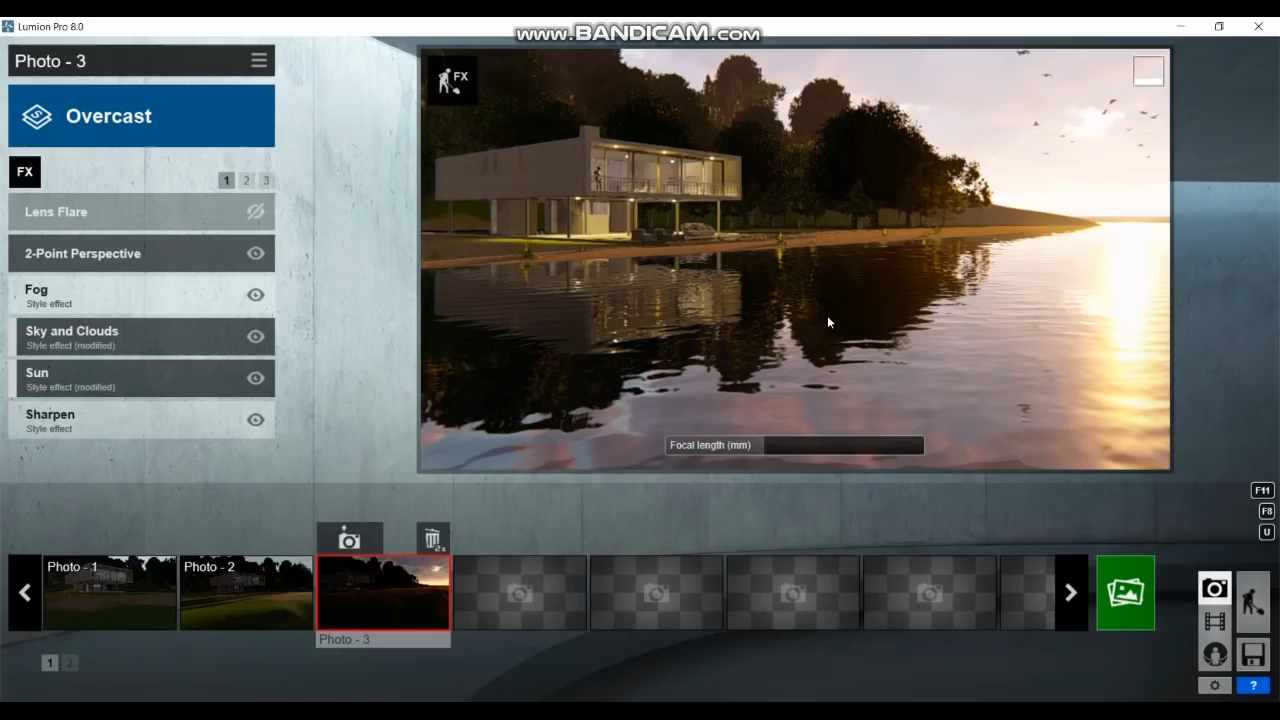 Lumion Pro 8.0
www.BANDICAM.com
Photo - 3
Overcast
FX
1 2 3
Lens Flare
2-Point Perspective
Fog
Style effect
Sky and Clouds
Style effect (modified)
Sun
Style effect (modified)
Sharpen
Style effect
FX
Focal length (mm)
F11
F8
U
2x
Photo - 1
Photo - 2
Photo - 3
1 2
?